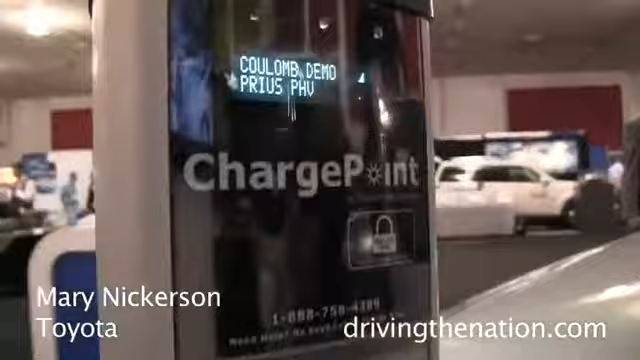 COULOMB DEMO
PRIUS PHV
ChargePoint
Mary Nickerson
Toyota
drivingthenation.com